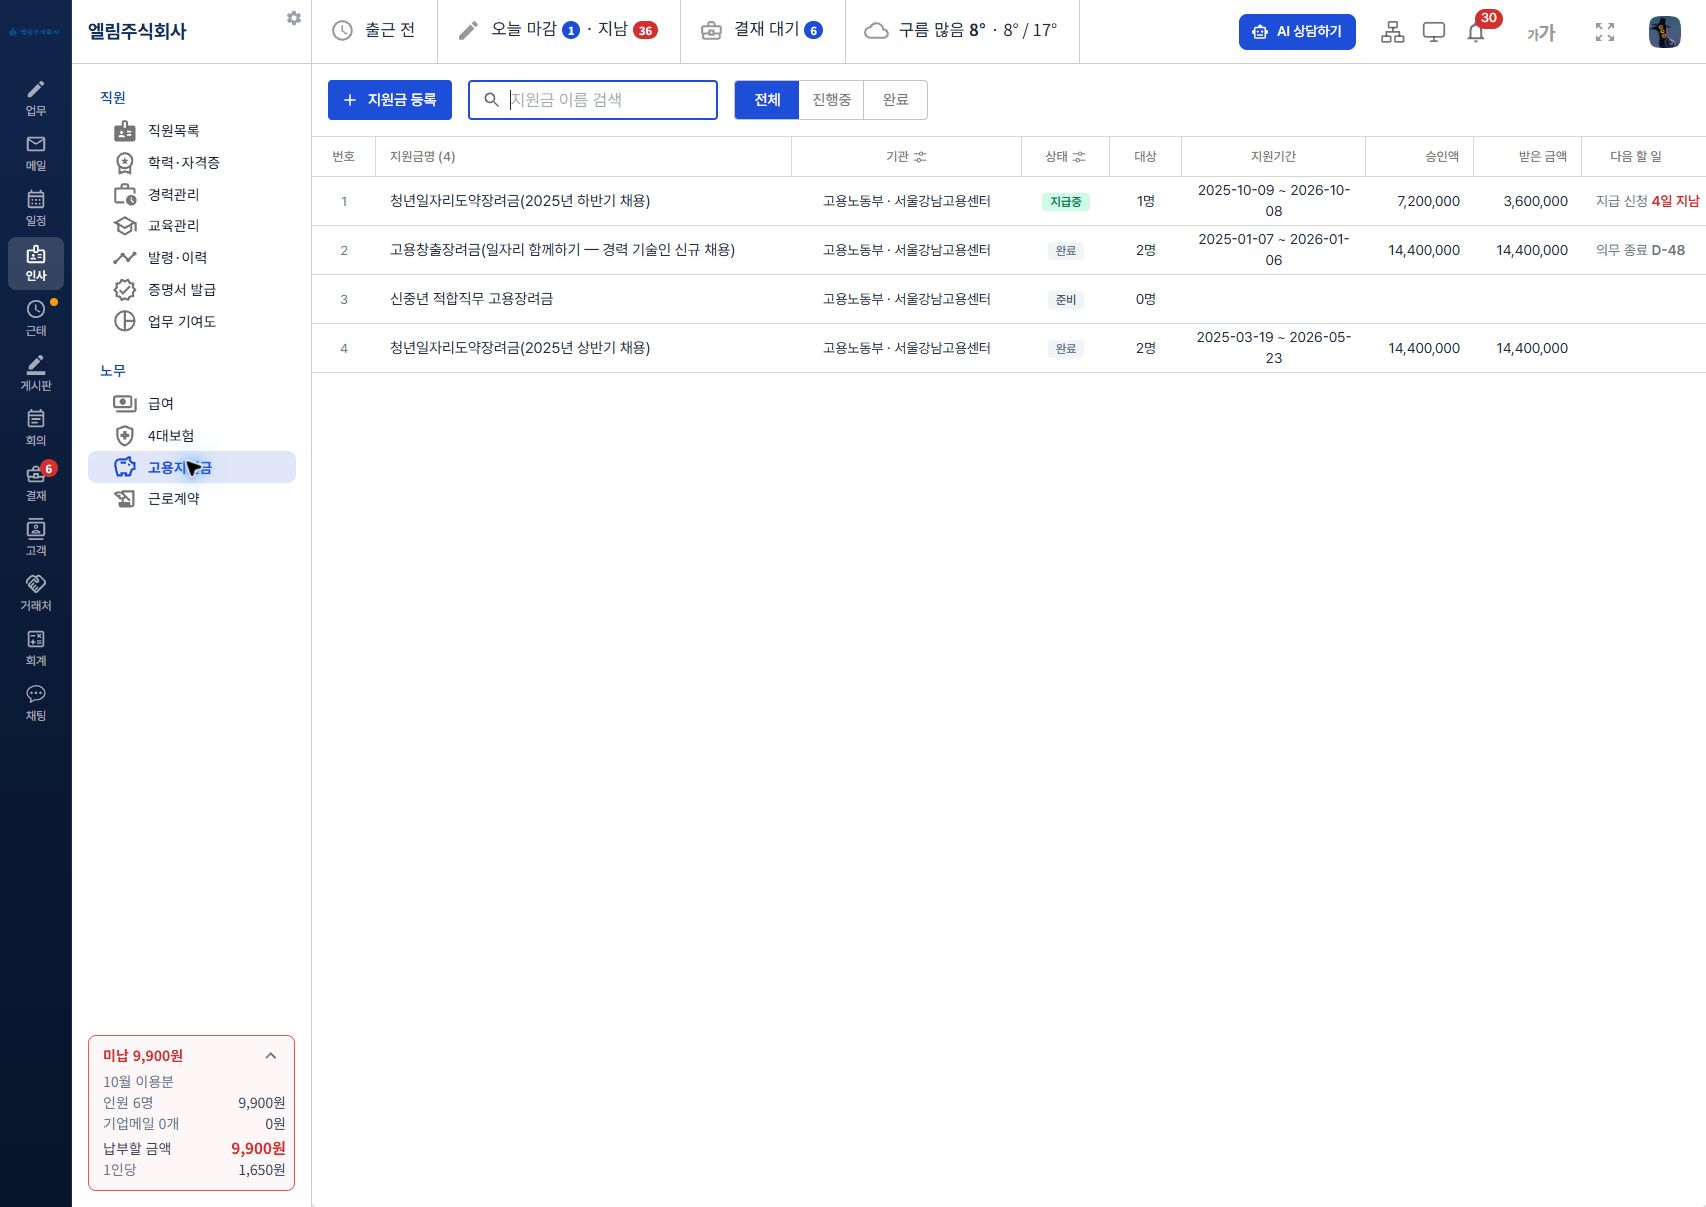 엘림주식회사
업무
메일
일정
인사
근태
게시판
회의
6
결재
고객
거래처
회계
채팅
엘림주식회사
직원
직원목록
학력·자격증
경력관리
교육관리
발령·이력
증명서 발급
업무 기여도
노무
급여
4대보험
고용지원금
근로계약
미납 9,900원
10월 이용분
인원 6명 9,900원
기업메일 0개 0원
납부할 금액 9,900원
1인당 1,650원
출근 전
오늘 마감 1 · 지남 36
결재 대기 6
구름 많음 8° · 8° / 17°
AI 상담하기
30
가가
+ 지원금 등록
지원금 이름 검색
전체 진행중 완료
번호 지원금명 (4) 기관 상태 대상 지원기간 승인액 받은 금액 다음 할 일
1 청년일자리도약장려금(2025년 하반기 채용) 고용노동부 · 서울강남고용센터 지급중 1명 2025-10-09 ~ 2026-10-08 7,200,000 3,600,000 지급 신청 4일 지남
2 고용창출장려금(일자리 함께하기 — 경력 기술인 신규 채용) 고용노동부 · 서울강남고용센터 완료 2명 2025-01-07 ~ 2026-01-06 14,400,000 14,400,000 의무 종료 D-48
3 신중년 적합직무 고용장려금 고용노동부 · 서울강남고용센터 준비 0명
4 청년일자리도약장려금(2025년 상반기 채용) 고용노동부 · 서울강남고용센터 완료 2명 2025-03-19 ~ 2026-05-23 14,400,000 14,400,000